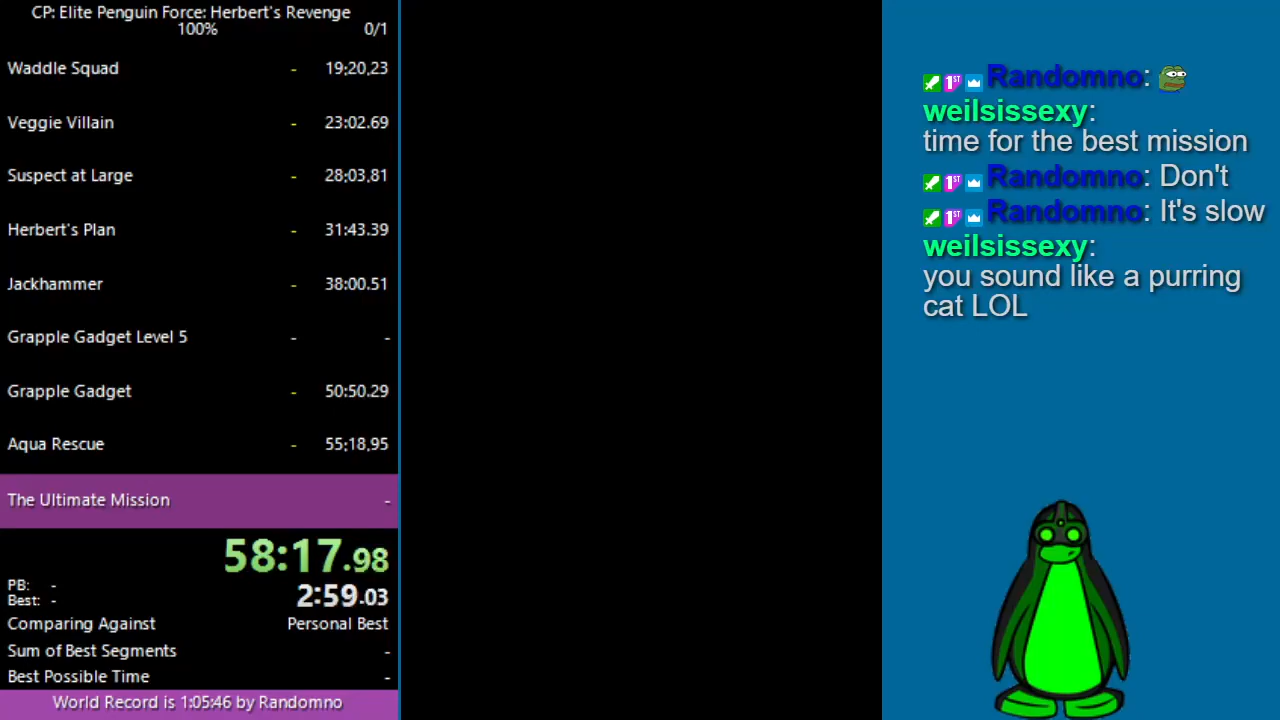 CP: Elite Penguin Force: Herbert's Revenge
100% 0/1
Waddle Squad - 19;20,23
Veggie Villain - 23:02.69
Suspect at Large - 28;03,81
Herbert's Plan - 31:43.39
Jackhammer - 38:00.51
Grapple Gadget Level 5 - -
Grapple Gadget - 50:50.29
Aqua Rescue - 55;18,95
The Ultimate Mission -
58:17.98
PB: -
Best: - 2:59.03
Comparing Against Personal Best
Sum of Best Segments -
Best Possible Time -
World Record is 1:05:46 by Randomno
1ST Randomno:
weilsissexy:
time for the best mission
1ST Randomno: Don't
1ST Randomno: It's slow
weilsissexy:
you sound like a purring
cat LOL